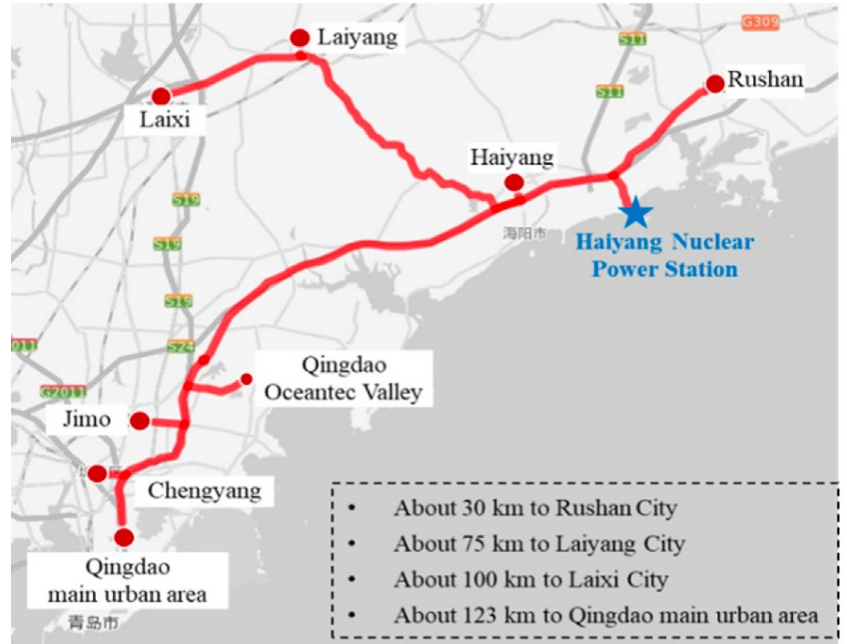 Laiyang
G309
S11
Rushan
S11
Laixi
Haiyang
S19
海阳市
Haiyang Nuclear
Power Station
S19
S19
S24
2011
Qingdao
Oceantec Valley
G2011
Jimo
区
Chengyang
• About 30 km to Rushan City
• About 75 km to Laiyang City
• About 100 km to Laixi City
• About 123 km to Qingdao main urban area
Qingdao
main urban area
青岛市